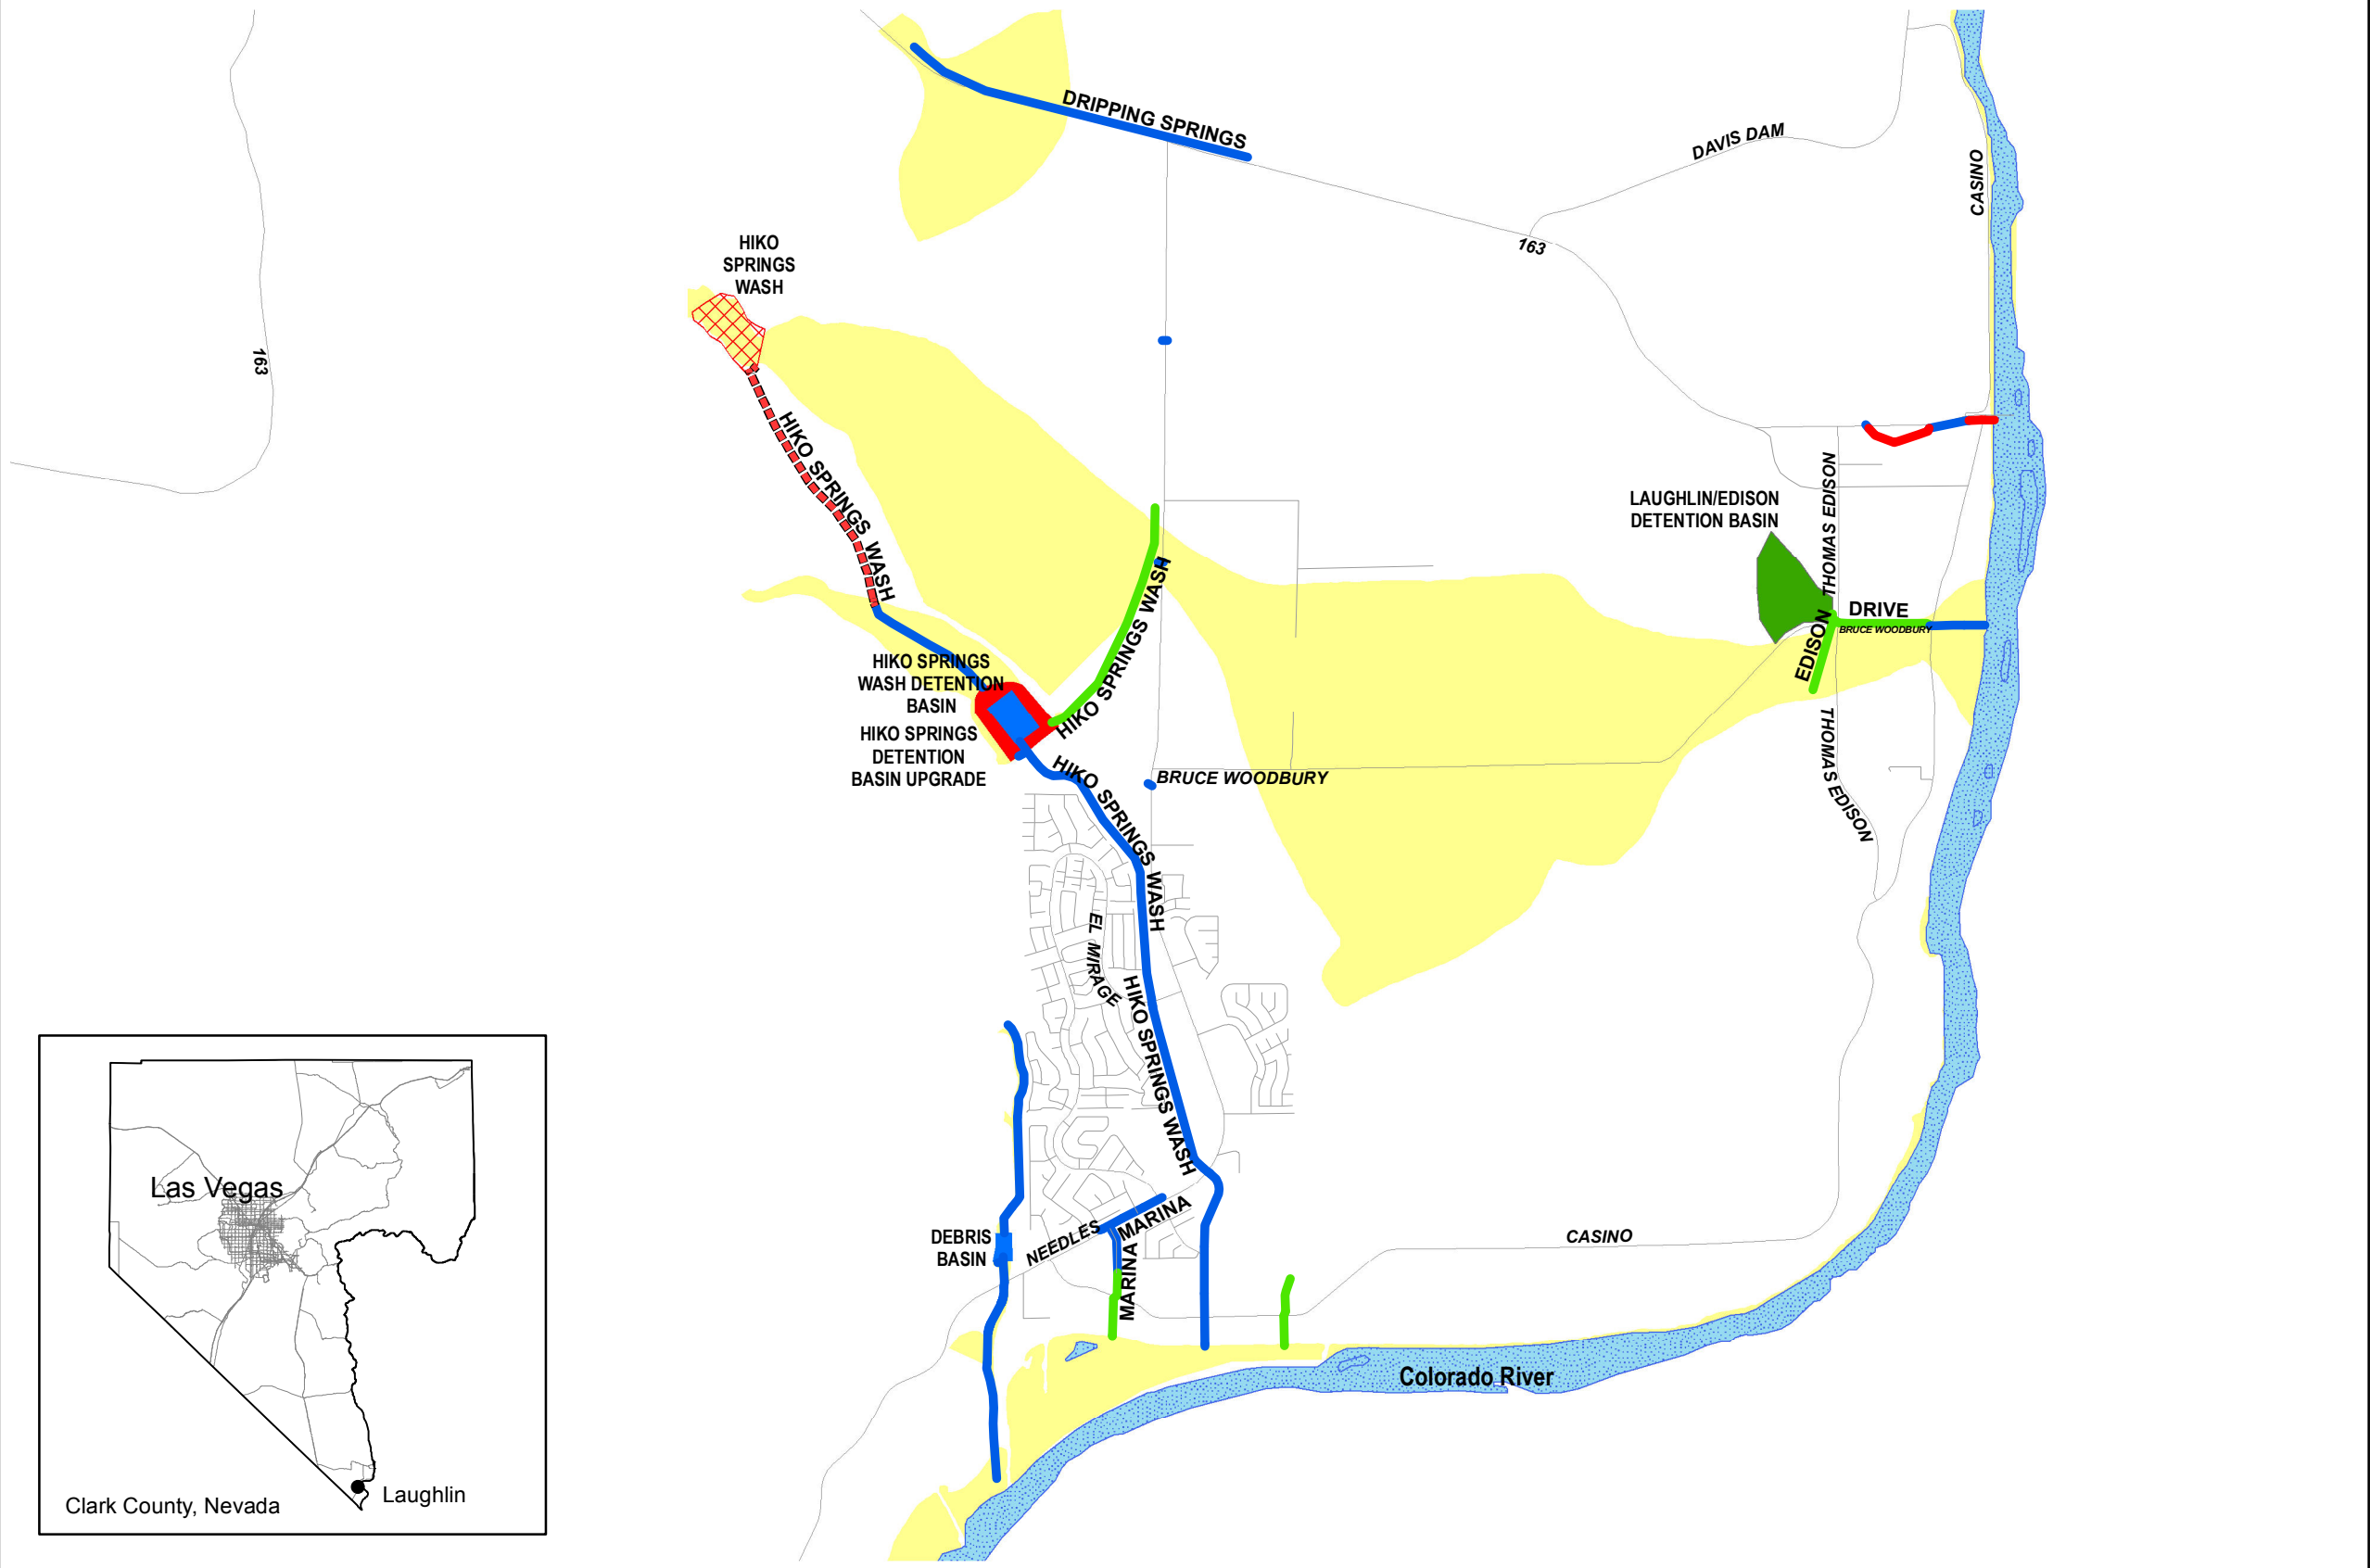 DRIPPING SPRINGS
DAVIS DAM
CASINO
163
HIKO
SPRINGS
WASH
163
HIKO SPRINGS WASH
THOMAS EDISON
LAUGHLIN/EDISON
DETENTION BASIN
HIKO SPRINGS WASH
DRIVE
BRUCE WOODBURY
EDISON
HIKO SPRINGS
WASH DETENTION
BASIN
HIKO SPRINGS
DETENTION
BASIN UPGRADE
THOMAS EDISON
BRUCE WOODBURY
HIKO SPRINGS WASH
EL MIRAGE
HIKO SPRINGS WASH
Las Vegas
Laughlin
Clark County, Nevada
DEBRIS
BASIN
NEEDLES
MARINA
MARINA
CASINO
Colorado River